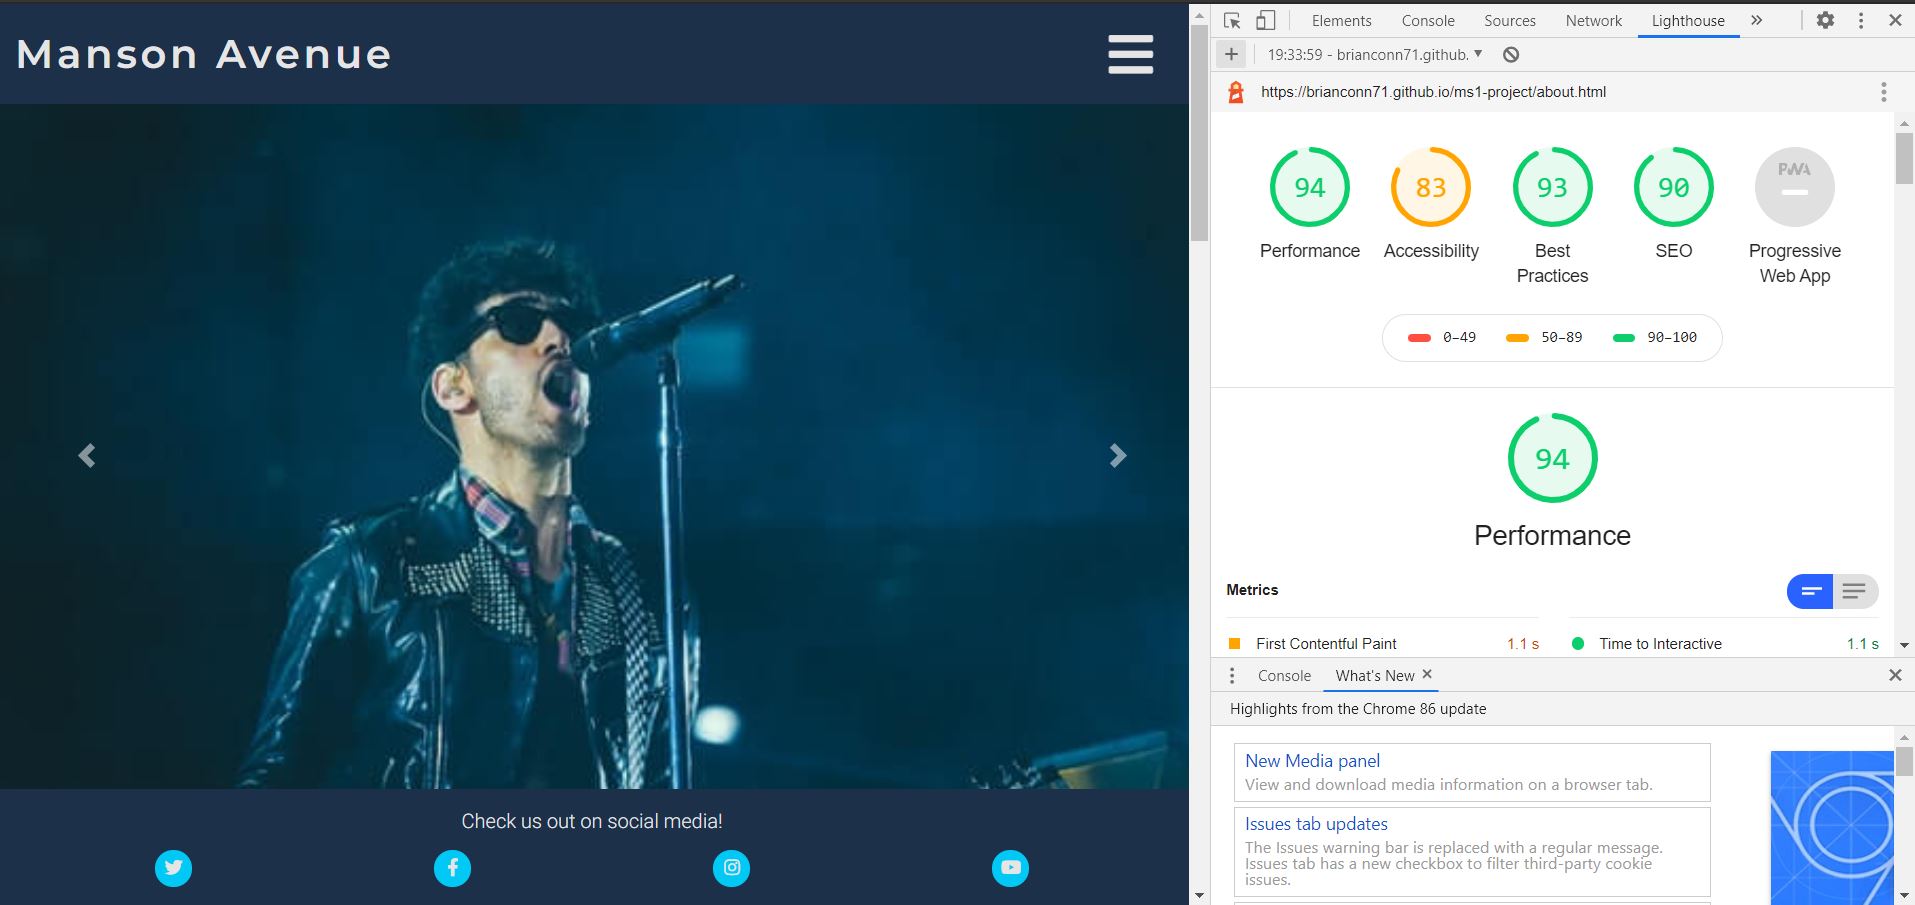 Manson Avenue
Check us out on social media!
Elements Console Sources Network Lighthouse
19:33:59 - brianconn71.github.
https://brianconn71.github.io/ms1-project/about.html
94 83 93 90 PWA
Performance Accessibility Best Practices SEO Progressive Web App
0–49 50–89 90–100
94
Performance
Metrics
First Contentful Paint 1.1 s Time to Interactive 1.1 s
Console What's New
Highlights from the Chrome 86 update
New Media panel
View and download media information on a browser tab.
Issues tab updates
The Issues warning bar is replaced with a regular message.
Issues tab has a new checkbox to filter third-party cookie
issues.